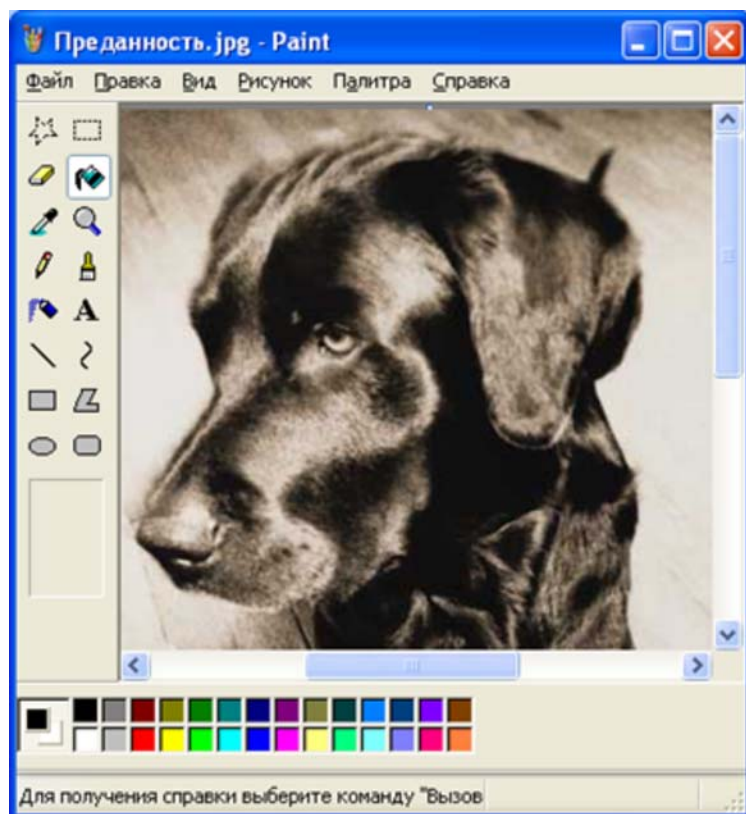 Преданность.jpg - Paint
Файл Правка Вид Рисунок Палитра Справка
A
Для получения справки выберите команду "Вызов